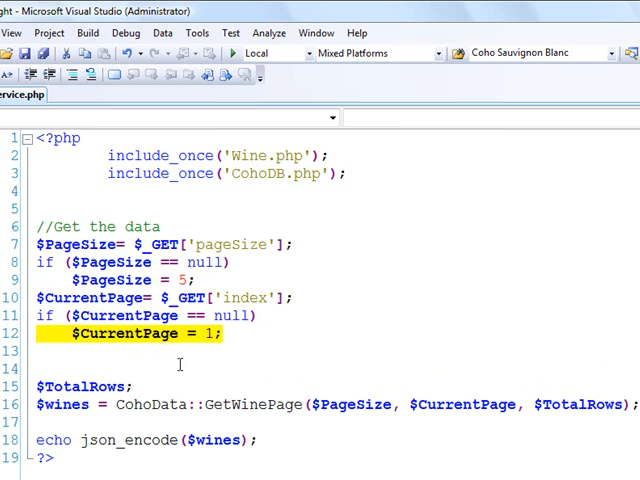 ght - Microsoft Visual Studio (Administrator)
View Project Build Debug Data Tools Test Analyze Window Help
Local Mixed Platforms Coho Sauvignon Blanc
ervice.php
1 <?php
2 include_once('Wine.php');
3 include_once('CohoDB.php');
4
5
6 //Get the data
7 $PageSize= $_GET['pageSize'];
8 if ($PageSize == null)
9 $PageSize = 5;
10 $CurrentPage= $_GET['index'];
11 if ($CurrentPage == null)
12 $CurrentPage = 1;
13
14
15 $TotalRows;
16 $wines = CohoData::GetWinePage($PageSize, $CurrentPage, $TotalRows);
17
18 echo json_encode($wines);
19 ?>